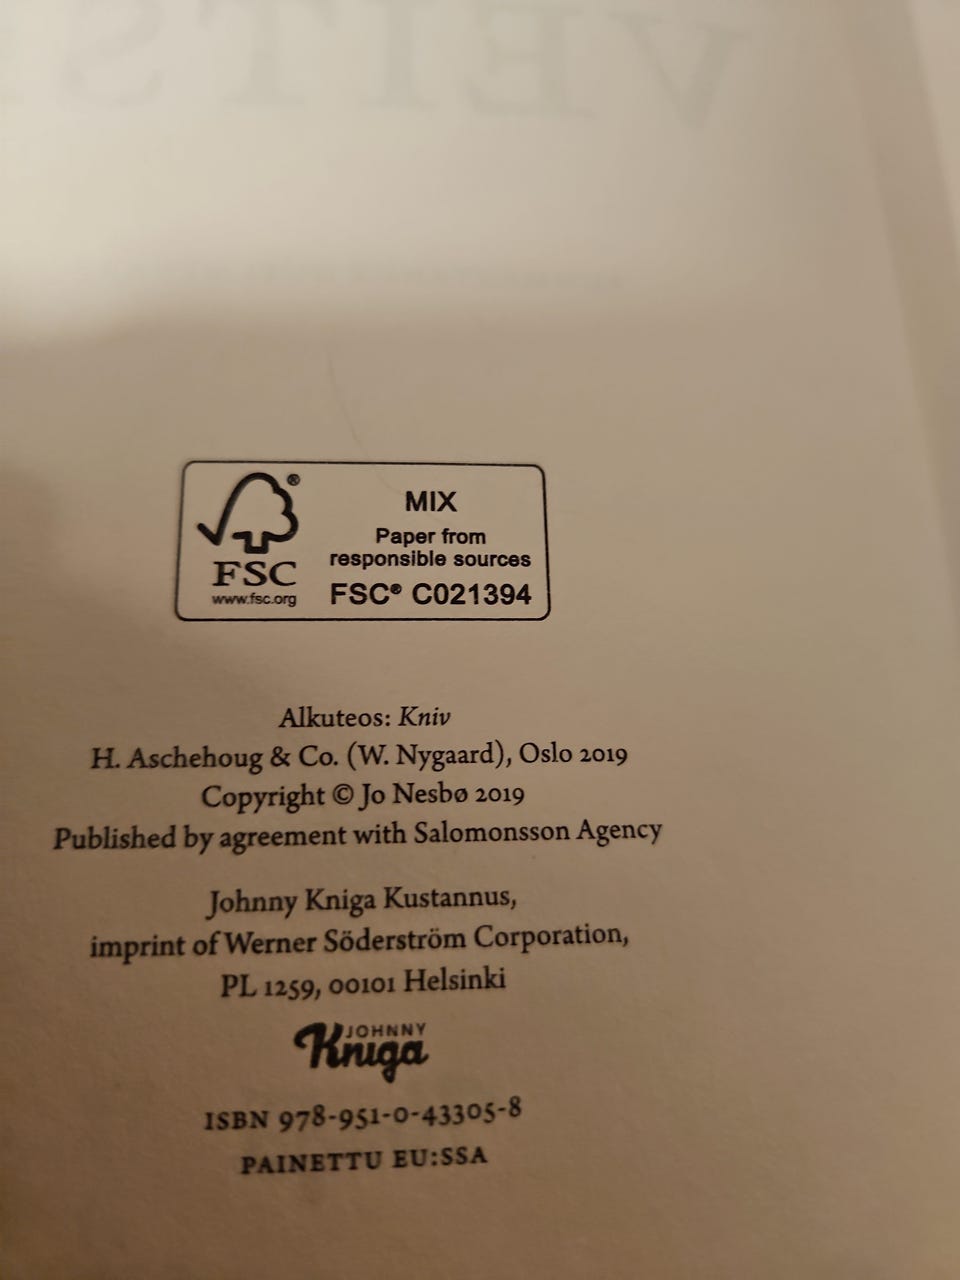 MIX
Paper from
responsible sources
FSC® C021394
FSC
www.fsc.org
Alkuteos: Kniv
H. Aschehoug & Co. (W. Nygaard), Oslo 2019
Copyright © Jo Nesbø 2019
Published by agreement with Salomonsson Agency
Johnny Kniga Kustannus,
imprint of Werner Söderström Corporation,
PL 1259, 00101 Helsinki
JOHNNY
Kniga
ISBN 978-951-0-43305-8
PAINETTU EU:SSA